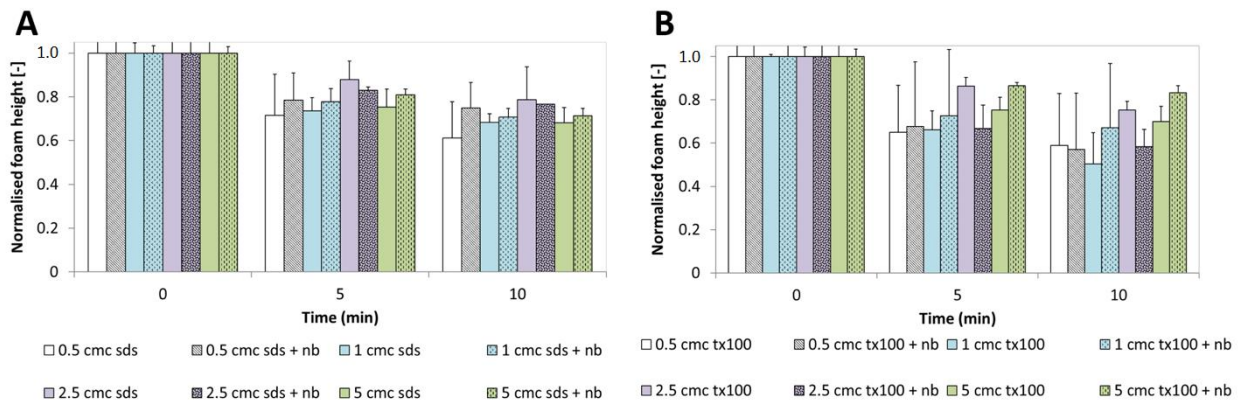 A
Normalised foam height [-]
1.0
0.8
0.6
0.4
0.2
0
0 5 10
Time (min)
0.5 cmc sds 0.5 cmc sds + nb 1 cmc sds 1 cmc sds + nb
2.5 cmc sds 2.5 cmc sds + nb 5 cmc sds 5 cmc sds + nb
B
Normalised foam height [-]
1.0
0.8
0.6
0.4
0.2
0
0 5 10
Time (min)
0.5 cmc tx100 0.5 cmc tx100 + nb 1 cmc tx100 1 cmc tx100 + nb
2.5 cmc tx100 2.5 cmc tx100 + nb 5 cmc tx100 5 cmc tx100 + nb